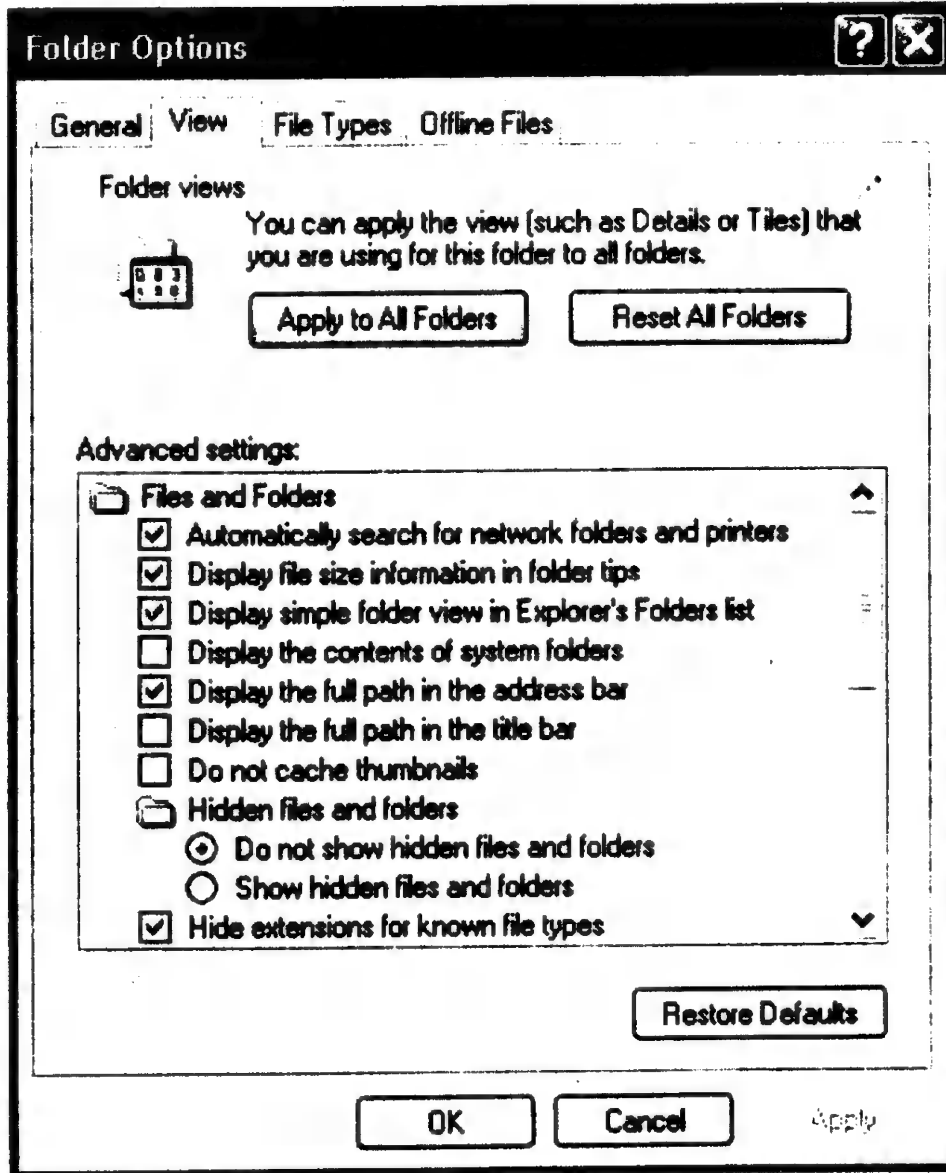 Folder Options
General View File Types Offline Files
Folder views
You can apply the view (such as Details or Tiles) that
you are using for this folder to all folders.
Apply to All Folders Reset All Folders
Advanced settings:
Files and Folders
Automatically search for network folders and printers
Display file size information in folder tips
Display simple folder view in Explorer's Folders list
Display the contents of system folders
Display the full path in the address bar
Display the full path in the title bar
Do not cache thumbnails
Hidden files and folders
Do not show hidden files and folders
Show hidden files and folders
Hide extensions for known file types
Restore Defaults
OK Cancel Apply